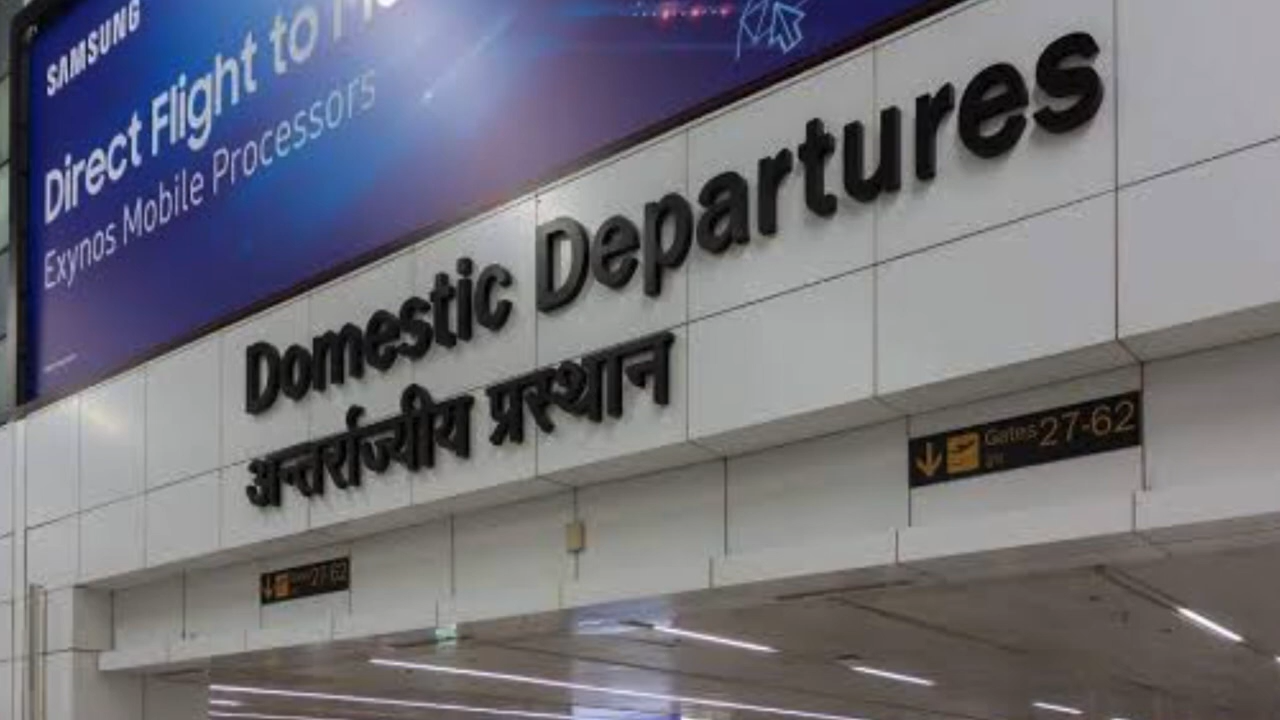 SAMSUNG
Direct Flight to
Exynos Mobile Processors
Domestic Departures
अन्तर्राज्यीय प्रस्थान
Gates 27-62
द्वार
27-62